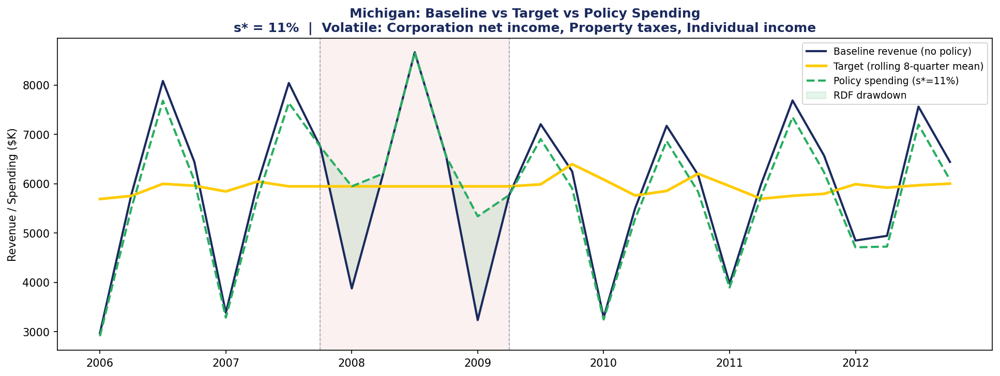 Michigan: Baseline vs Target vs Policy Spending
s* = 11%  |  Volatile: Corporation net income, Property taxes, Individual income
Baseline revenue (no policy)
Target (rolling 8-quarter mean)
Policy spending (s*=11%)
RDF drawdown
Revenue / Spending ($K)
8000
7000
6000
5000
4000
3000
2006
2007
2008
2009
2010
2011
2012